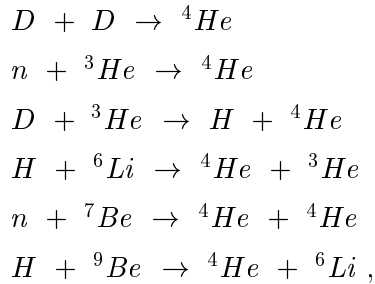 D + D → ⁴He
n + ³He → ⁴He
D + ³He → H + ⁴He
H + ⁶Li → ⁴He + ³He
n + ⁷Be → ⁴He + ⁴He
H + ⁹Be → ⁴He + ⁶Li ,